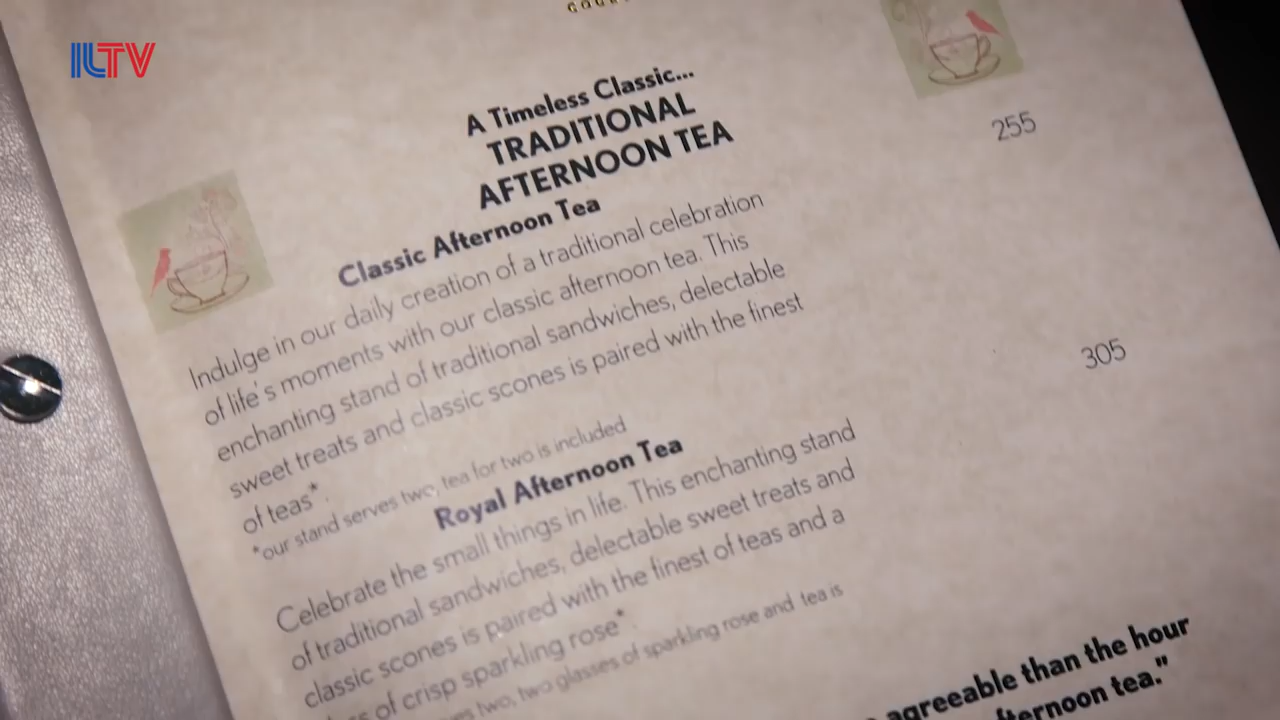 ILTV
A Timeless Classic...
TRADITIONAL
AFTERNOON TEA
Classic Afternoon Tea
255
Indulge in our daily creation of a traditional celebration
of life's moments with our classic afternoon tea. This
enchanting stand of traditional sandwiches, delectable
sweet treats and classic scones is paired with the finest
of teas*
*our stand serves two, tea for two is included
Royal Afternoon Tea
305
Celebrate the small things in life. This enchanting stand
of traditional sandwiches, delectable sweet treats and
classic scones is paired with the finest of teas and a
of crisp sparkling rose*
two, two glasses of sparkling rose and tea is
agreeable than the hour
afternoon tea."